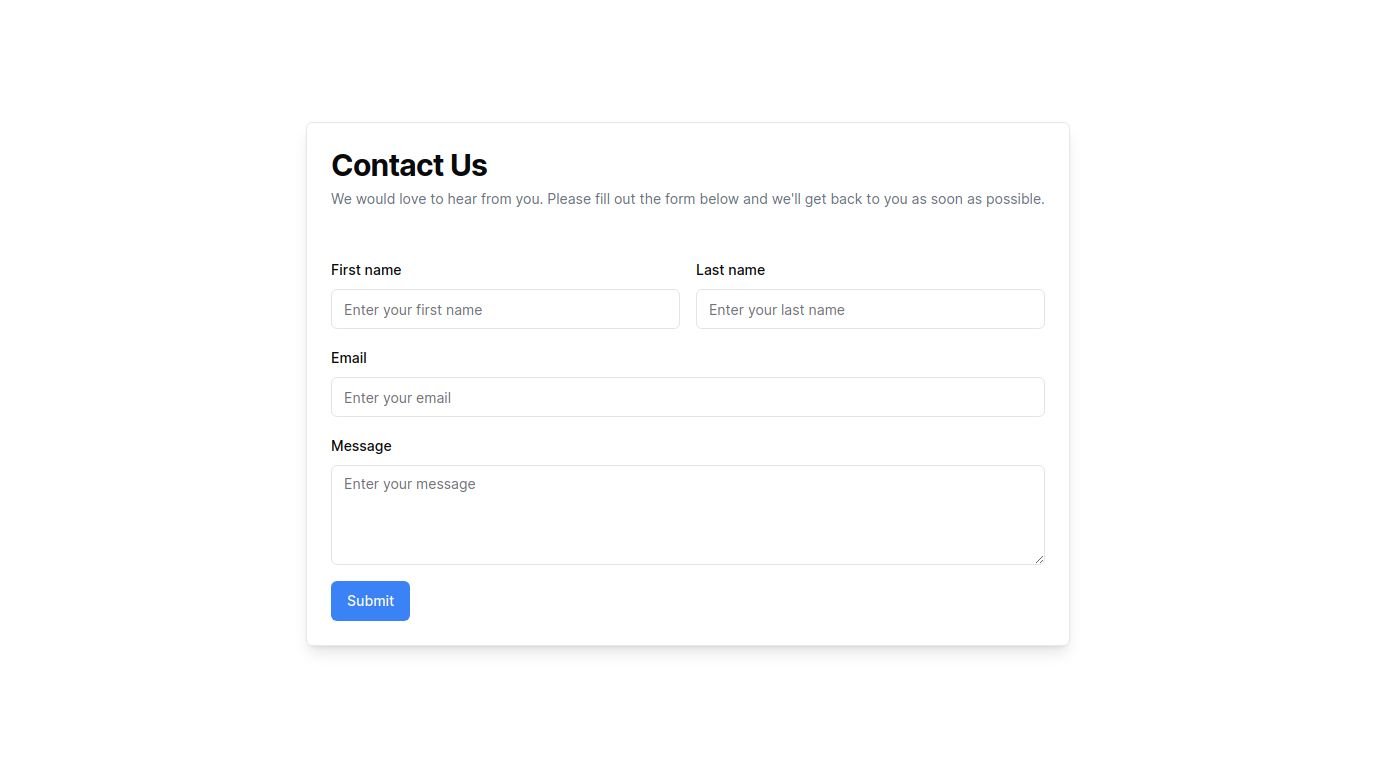 Contact Us
We would love to hear from you. Please fill out the form below and we'll get back to you as soon as possible.
First name
Last name
Enter your first name
Enter your last name
Email
Enter your email
Message
Enter your message
Submit